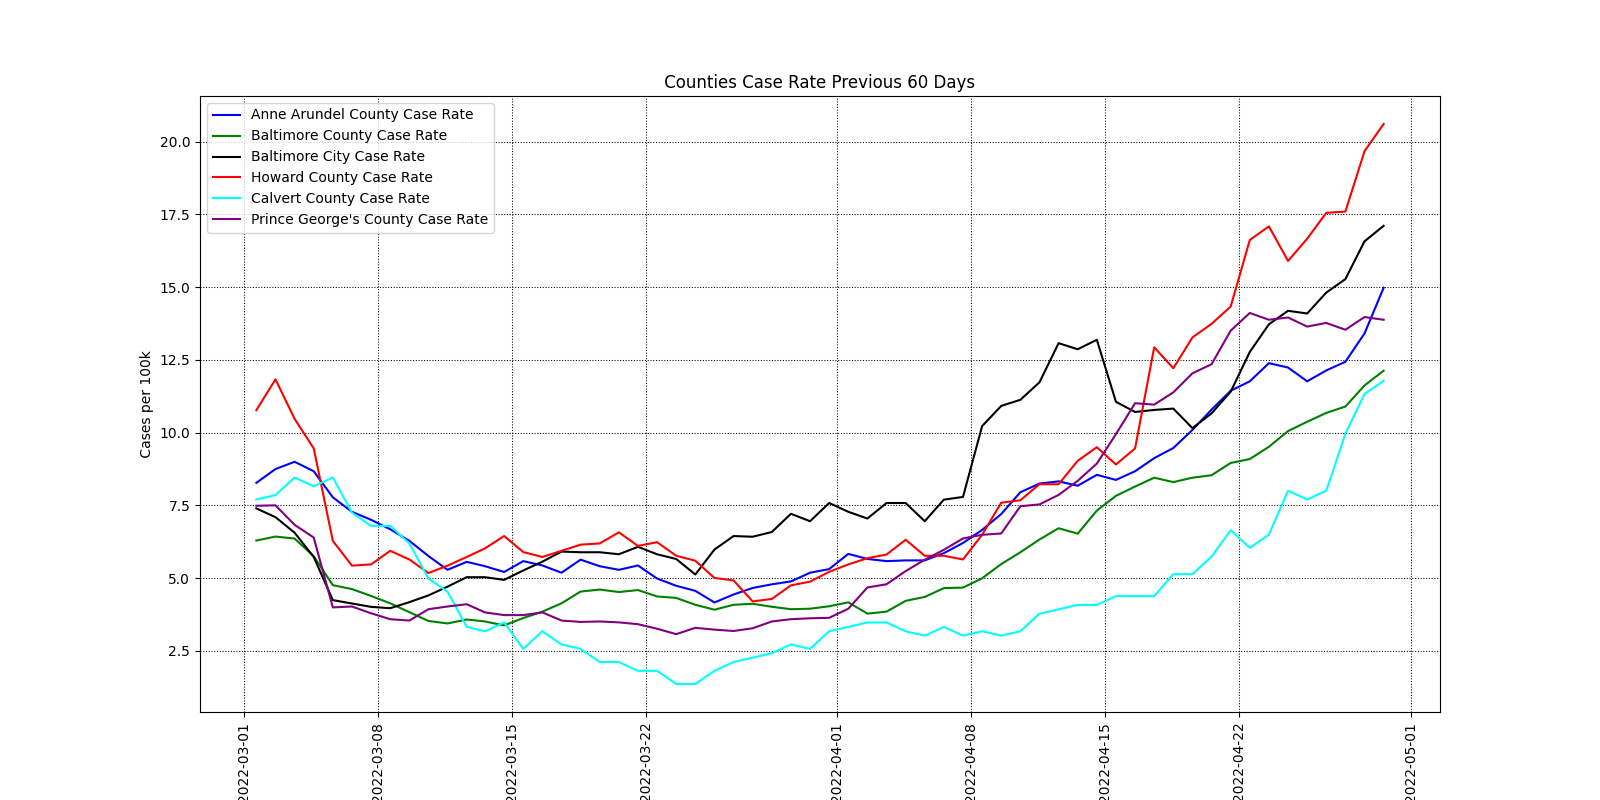 Counties Case Rate Previous 60 Days
Anne Arundel County Case Rate
Baltimore County Case Rate
Baltimore City Case Rate
Howard County Case Rate
Calvert County Case Rate
Prince George's County Case Rate
Cases per 100k
20.0
17.5
15.0
12.5
10.0
7.5
5.0
2.5
2022-03-01
2022-03-08
2022-03-15
2022-03-22
2022-04-01
2022-04-08
2022-04-15
2022-04-22
2022-05-01